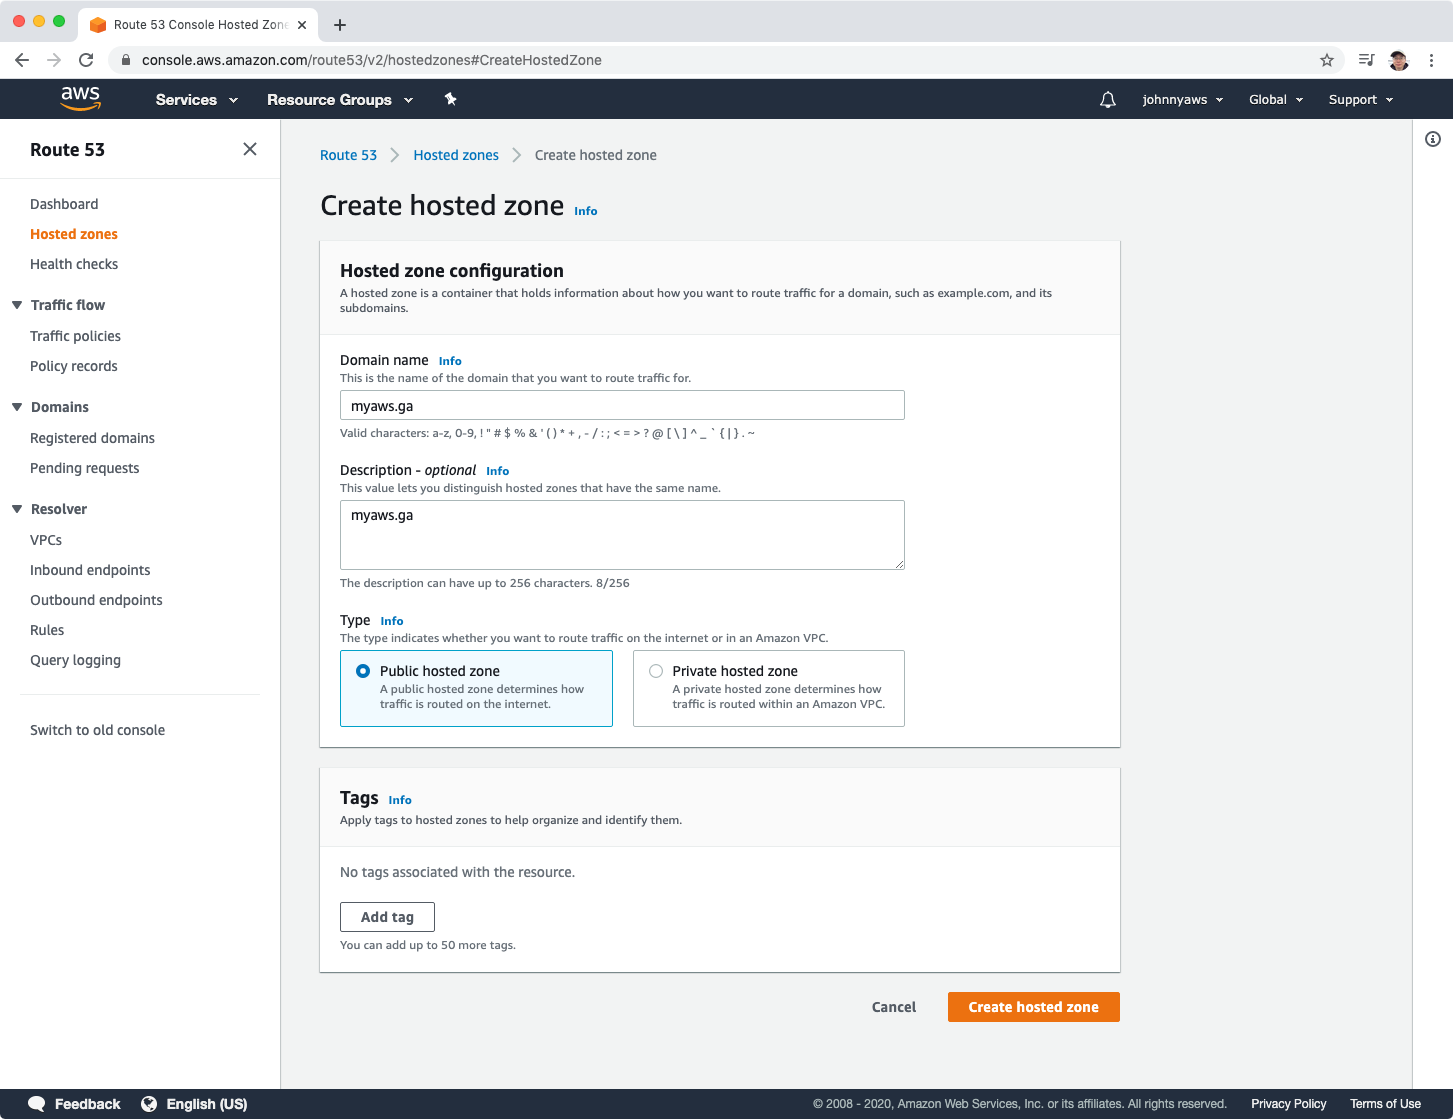 Route 53 Console Hosted Zone
console.aws.amazon.com/route53/v2/hostedzones#CreateHostedZone
aws
Services
Resource Groups
johnnyaws
Global
Support
Route 53
Dashboard
Hosted zones
Health checks
Traffic flow
Traffic policies
Policy records
Domains
Registered domains
Pending requests
Resolver
VPCs
Inbound endpoints
Outbound endpoints
Rules
Query logging
Switch to old console
Route 53 Hosted zones Create hosted zone
Create hosted zone Info
Hosted zone configuration
A hosted zone is a container that holds information about how you want to route traffic for a domain, such as example.com, and its
subdomains.
Domain name Info
This is the name of the domain that you want to route traffic for.
myaws.ga
Valid characters: a-z, 0-9, ! " # $ % & ' ( ) * + , - / : ; < = > ? @ [ \ ] ^ _ ` { | } . ~
Description - optional Info
This value lets you distinguish hosted zones that have the same name.
myaws.ga
The description can have up to 256 characters. 8/256
Type Info
The type indicates whether you want to route traffic on the internet or in an Amazon VPC.
Public hosted zone
A public hosted zone determines how
traffic is routed on the internet.
Private hosted zone
A private hosted zone determines how
traffic is routed within an Amazon VPC.
Tags Info
Apply tags to hosted zones to help organize and identify them.
No tags associated with the resource.
Add tag
You can add up to 50 more tags.
Cancel
Create hosted zone
Feedback
English (US)
© 2008 - 2020, Amazon Web Services, Inc. or its affiliates. All rights reserved.
Privacy Policy
Terms of Use